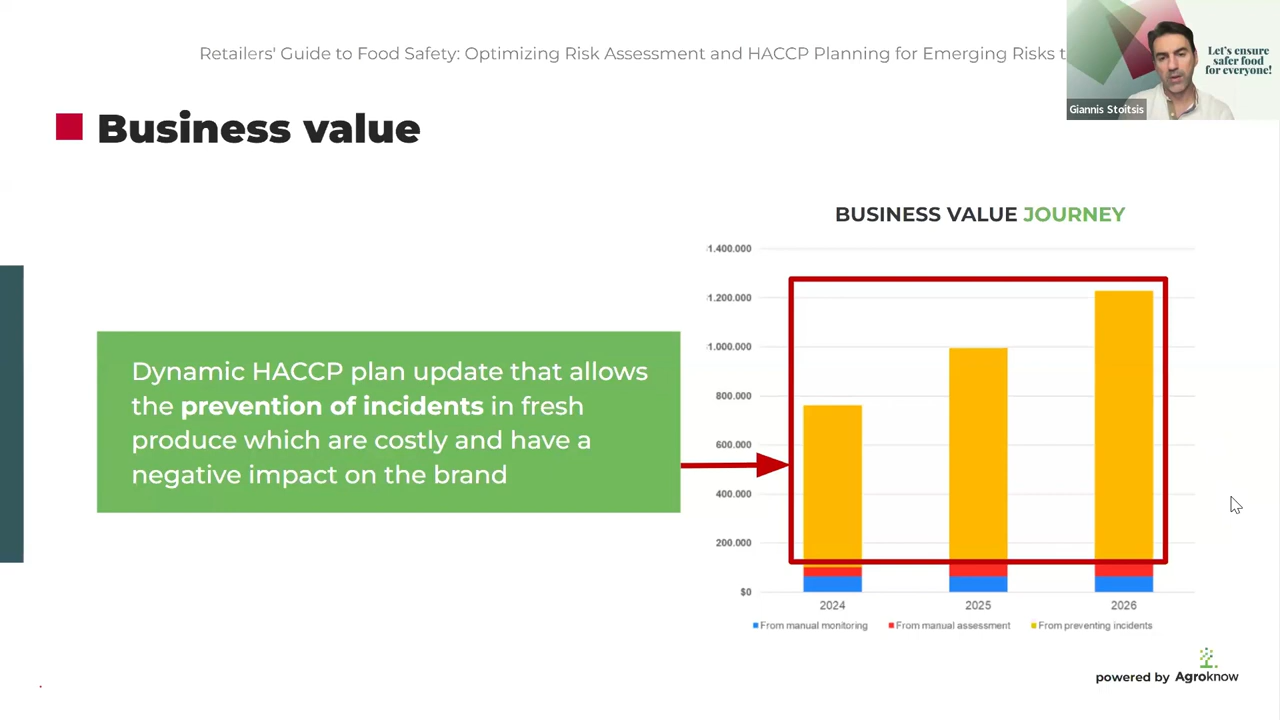 Retailers' Guide to Food Safety: Optimizing Risk Assessment and HACCP Planning for Emerging Risks t
Let's ensure
safer food
for everyone!
Giannis Stoitsis
Business value
BUSINESS VALUE JOURNEY
Dynamic HACCP plan update that allows
the prevention of incidents in fresh
produce which are costly and have a
negative impact on the brand
1.400.000
1.200.000
1.000.000
800.000
600.000
400.000
200.000
$0
2024
2025
2026
From manual monitoring
From manual assessment
From preventing incidents
powered by Agroknow